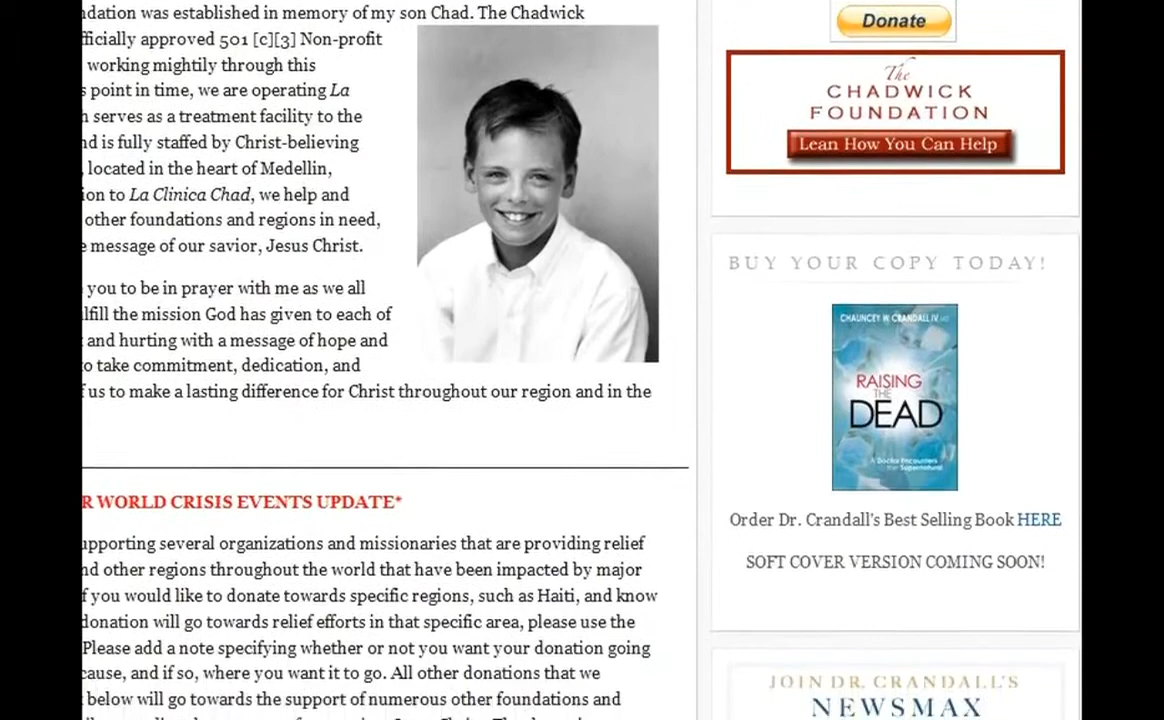 ndation was established in memory of my son Chad. The Chadwick
fficially approved 501 [c][3] Non-profit
working mightily through this
s point in time, we are operating La
h serves as a treatment facility to the
nd is fully staffed by Christ-believing
, located in the heart of Medellin,
ion to La Clinica Chad, we help and
other foundations and regions in need,
e message of our savior, Jesus Christ.
you to be in prayer with me as we all
lfill the mission God has given to each of
and hurting with a message of hope and
to take commitment, dedication, and
f us to make a lasting difference for Christ throughout our region and in the
R WORLD CRISIS EVENTS UPDATE*
upporting several organizations and missionaries that are providing relief
nd other regions throughout the world that have been impacted by major
f you would like to donate towards specific regions, such as Haiti, and know
donation will go towards relief efforts in that specific area, please use the
Please add a note specifying whether or not you want your donation going
cause, and if so, where you want it to go. All other donations that we
below will go towards the support of numerous other foundations and
Donate
The
CHADWICK
FOUNDATION
Lean How You Can Help
BUY YOUR COPY TODAY!
CHAUNCEY W. CRANDALL IV, MD
RAISING
THE
DEAD
A Doctor Encounters
the Supernatural
Order Dr. Crandall's Best Selling Book HERE
SOFT COVER VERSION COMING SOON!
JOIN DR. CRANDALL'S
NEWSMAX